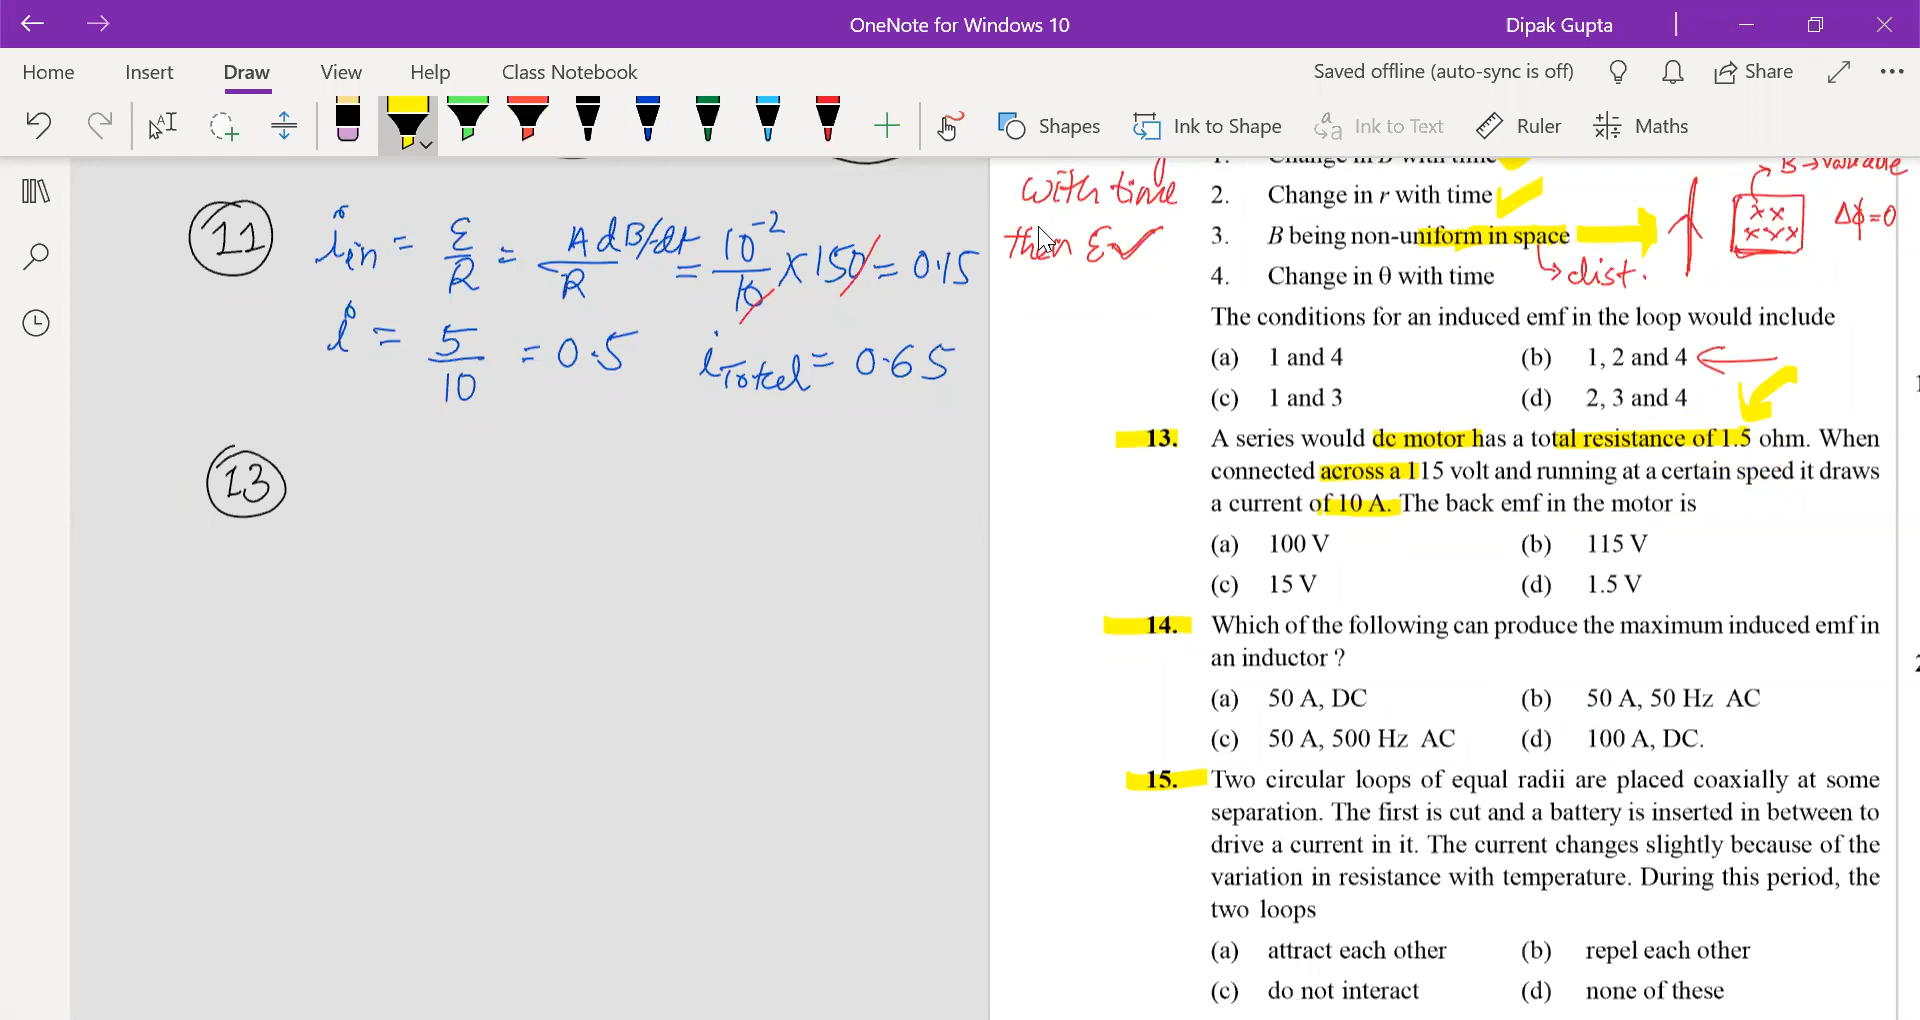 OneNote for Windows 10
Dipak Gupta
Home Insert Draw View Help Class Notebook
Saved offline (auto-sync is off) Share
Shapes Ink to Shape Ink to Text Ruler Maths
11
i in = ε/R = A dB/dt / R = 10^-2/10 × 150 = 0.15
i = 5/10 = 0.5 i Total = 0.65
13
with time
then ε✓
1. Change in B with time
B → variable
2. Change in r with time
xx
xxx
Δϕ=0
3. B being non-uniform in space
↳ dist.
4. Change in θ with time
The conditions for an induced emf in the loop would include
(a) 1 and 4 (b) 1, 2 and 4
(c) 1 and 3 (d) 2, 3 and 4
13. A series would dc motor has a total resistance of 1.5 ohm. When
connected across a 115 volt and running at a certain speed it draws
a current of 10 A. The back emf in the motor is
(a) 100 V (b) 115 V
(c) 15 V (d) 1.5 V
14. Which of the following can produce the maximum induced emf in
an inductor ?
(a) 50 A, DC (b) 50 A, 50 Hz AC
(c) 50 A, 500 Hz AC (d) 100 A, DC.
15. Two circular loops of equal radii are placed coaxially at some
separation. The first is cut and a battery is inserted in between to
drive a current in it. The current changes slightly because of the
variation in resistance with temperature. During this period, the
two loops
(a) attract each other (b) repel each other
(c) do not interact (d) none of these